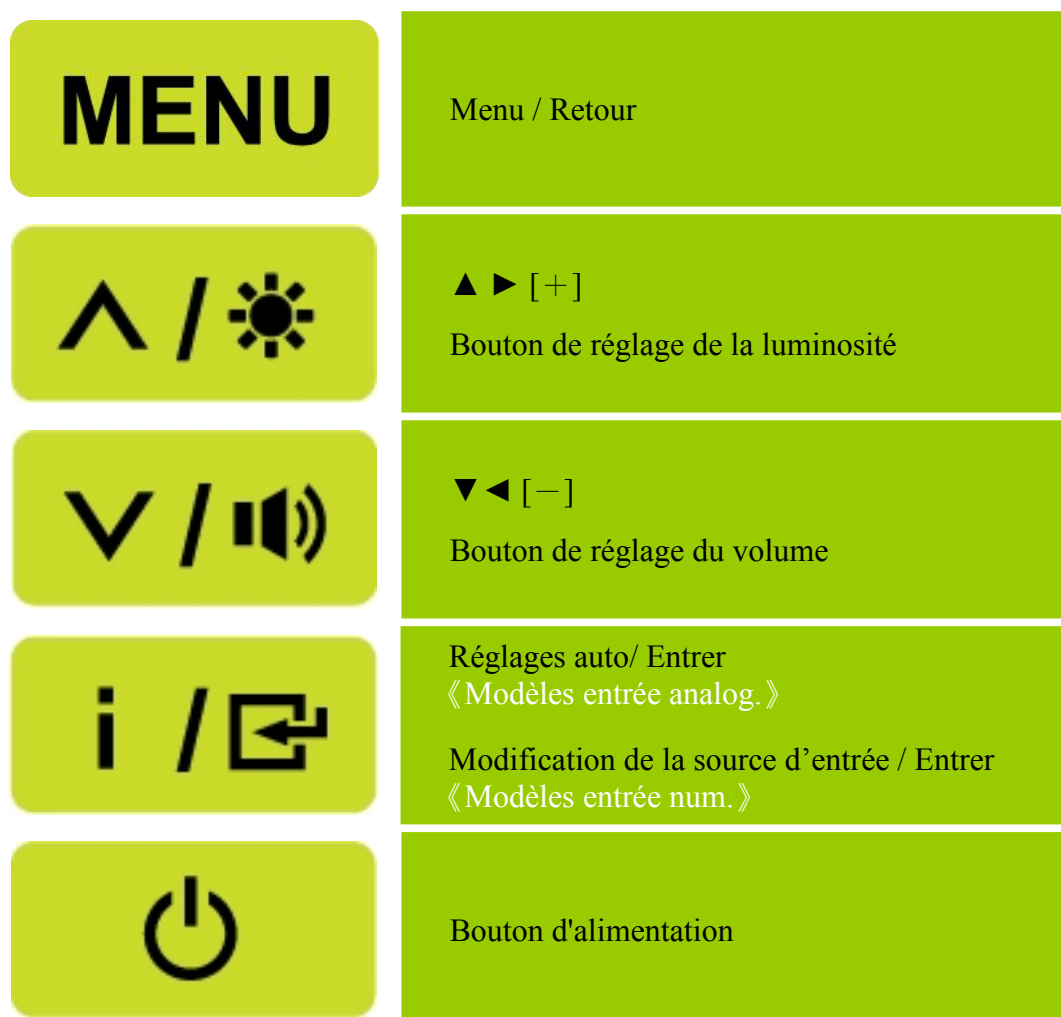 MENU
Menu / Retour
/
▲ ► [+]
Bouton de réglage de la luminosité
/
▼◄ [−]
Bouton de réglage du volume
i /
Réglages auto/ Entrer
《Modèles entrée analog.》
Modification de la source d’entrée / Entrer
《Modèles entrée num.》
Bouton d'alimentation